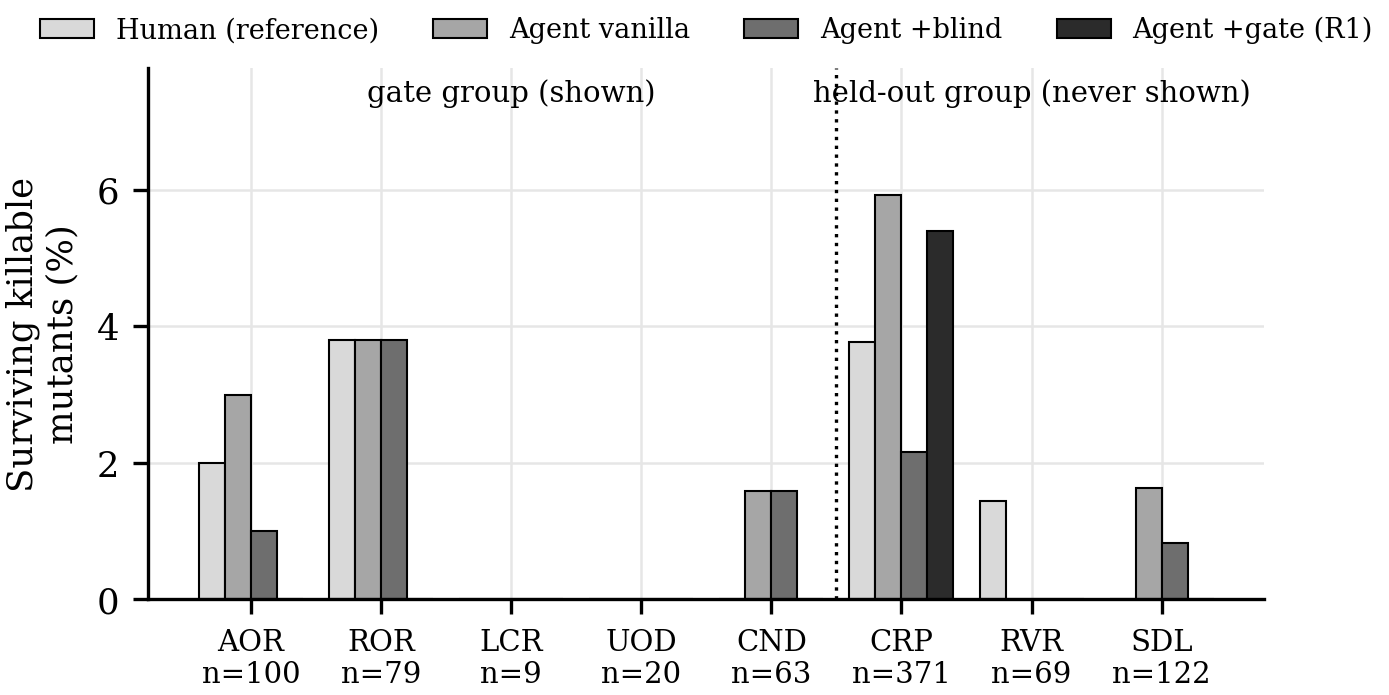 Human (reference) Agent vanilla Agent +blind Agent +gate (R1)
gate group (shown) held-out group (never shown)
Surviving killable
mutants (%)
6
4
2
0
AOR ROR LCR UOD CND CRP RVR SDL
n=100 n=79 n=9 n=20 n=63 n=371 n=69 n=122